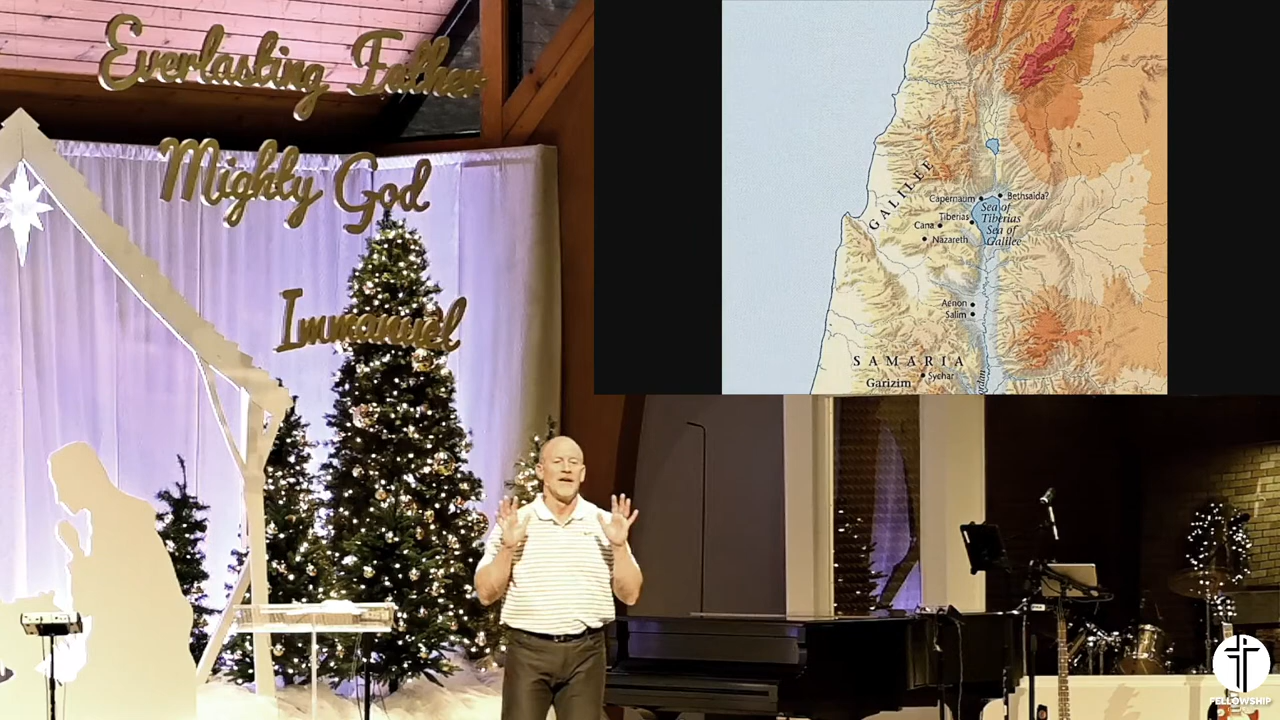 Everlasting Father
Mighty God
Immanuel
GALILEE
Capernaum
Bethsaida?
Sea of
Tiberias
Sea of
Galilee
Tiberias
Cana
Nazareth
Aenon
Salim
SAMARIA
Sychar
Garizim
FELLOWSHIP